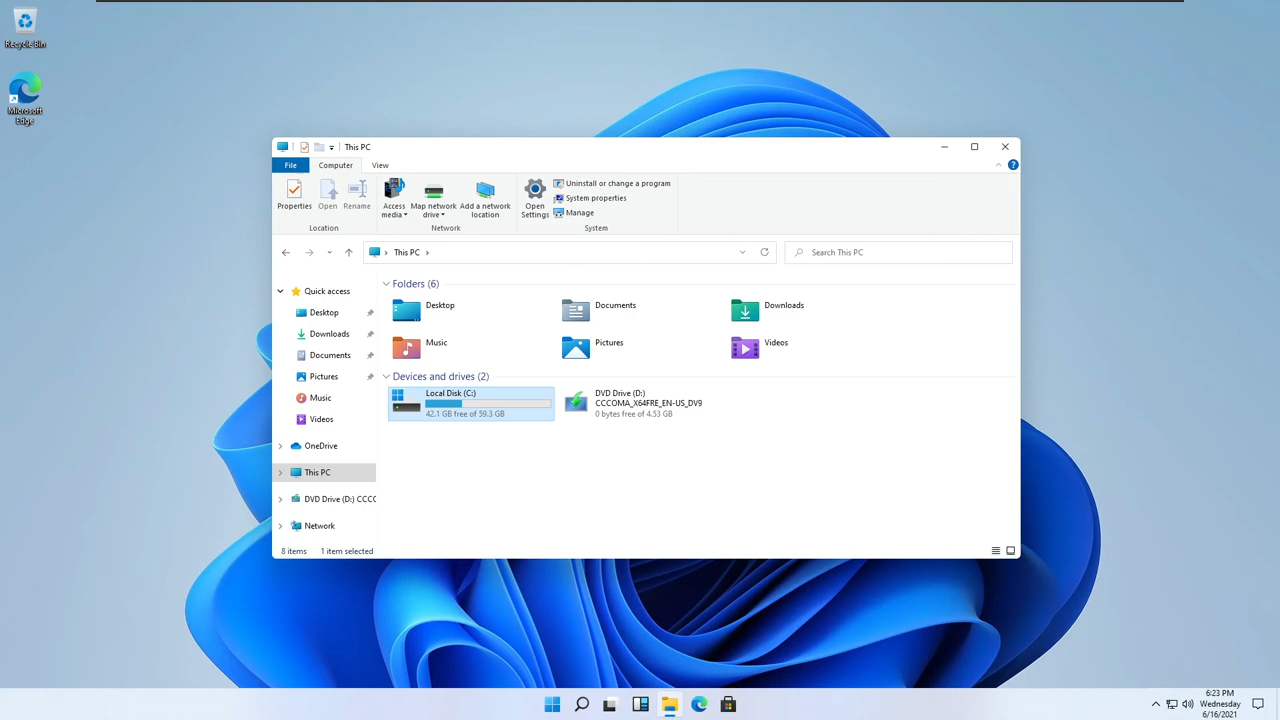 Recycle Bin
Microsoft
Edge
This PC
File
Computer
View
Properties
Open
Rename
Access
media
Map network
drive
Add a network
location
Open
Settings
Uninstall or change a program
System properties
Manage
Location
Network
System
This PC
Search This PC
Quick access
Desktop
Downloads
Documents
Pictures
Music
Videos
OneDrive
This PC
DVD Drive (D:) CCCO
Network
Folders (6)
Desktop
Documents
Downloads
Music
Pictures
Videos
Devices and drives (2)
Local Disk (C:)
42.1 GB free of 59.3 GB
DVD Drive (D:)
CCCOMA_X64FRE_EN-US_DV9
0 bytes free of 4.53 GB
8 items
1 item selected
6:23 PM
Wednesday
6/16/2021